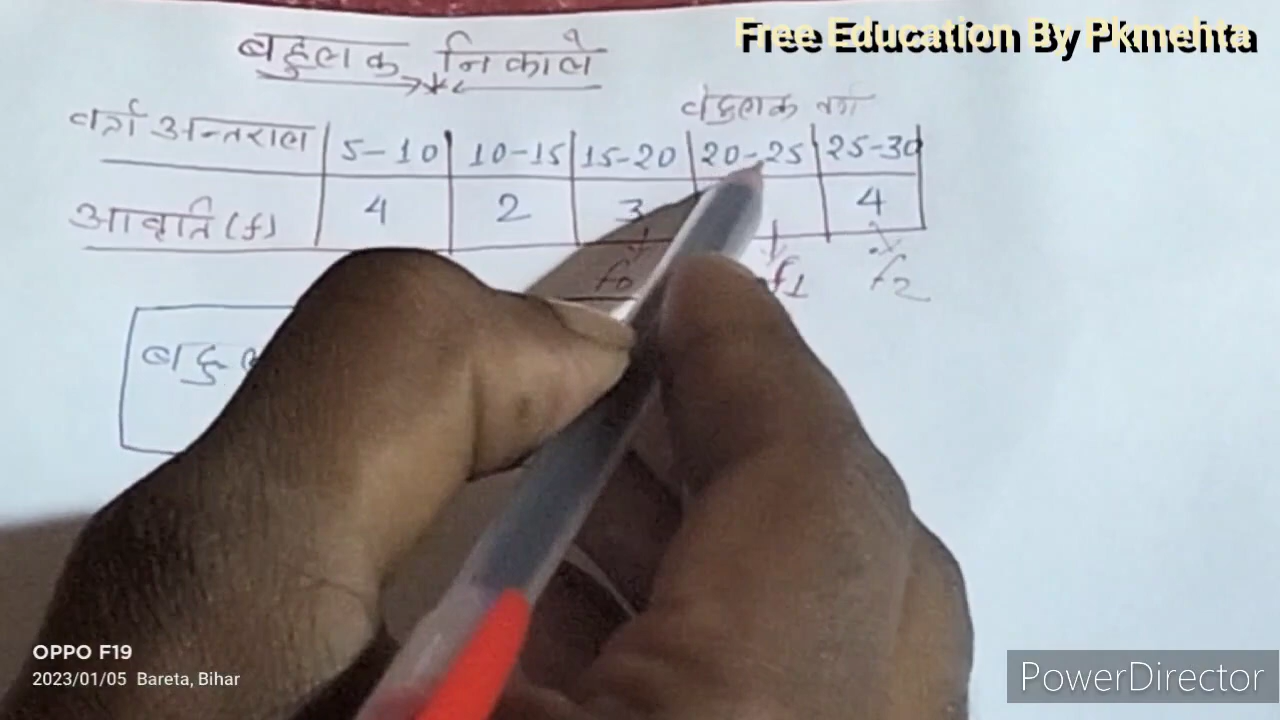 Free Education By Pkmehta
बहुलक निकाले
बहुलक वर्ग
वर्ग अन्तराल 5-10 10-15 15-20 20-25 25-30
आवृति (f) 4 2 3 4
f0 f1 f2
OPPO F19
2023/01/05 Bareta, Bihar
PowerDirector